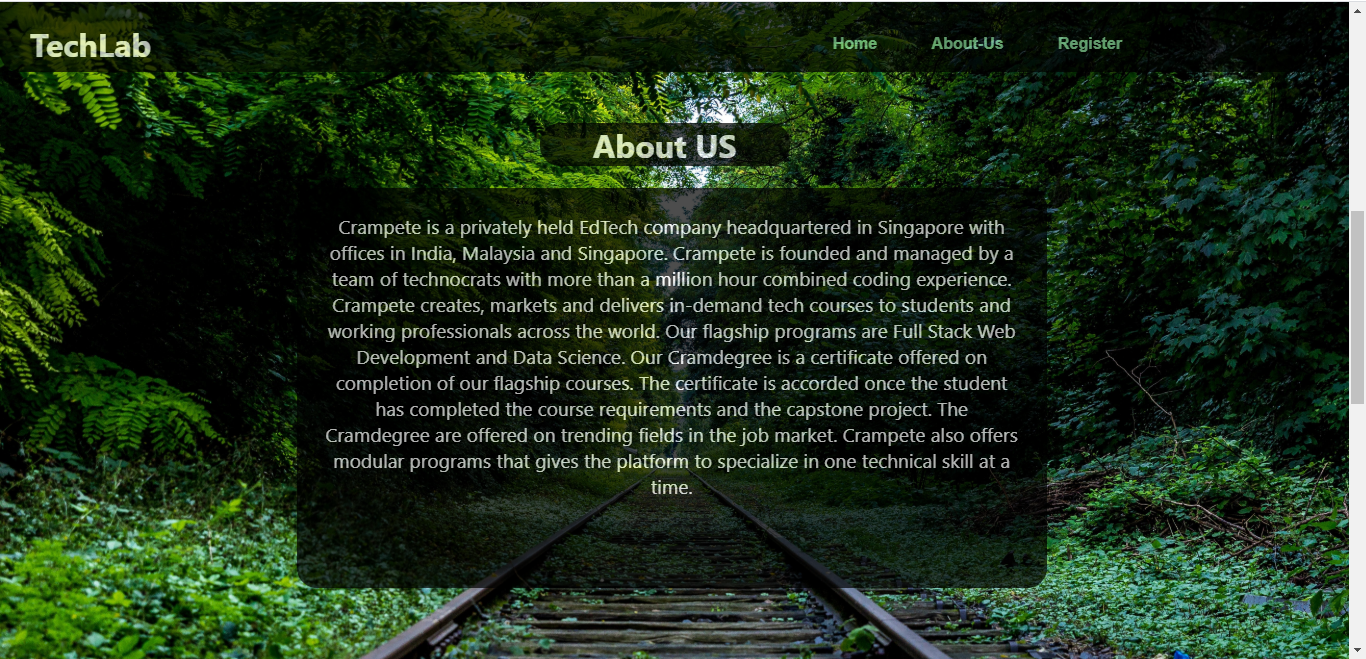 TechLab
Home About-Us Register
About US
Crampete is a privately held EdTech company headquartered in Singapore with
offices in India, Malaysia and Singapore. Crampete is founded and managed by a
team of technocrats with more than a million hour combined coding experience.
Crampete creates, markets and delivers in-demand tech courses to students and
working professionals across the world. Our flagship programs are Full Stack Web
Development and Data Science. Our Cramdegree is a certificate offered on
completion of our flagship courses. The certificate is accorded once the student
has completed the course requirements and the capstone project. The
Cramdegree are offered on trending fields in the job market. Crampete also offers
modular programs that gives the platform to specialize in one technical skill at a
time.